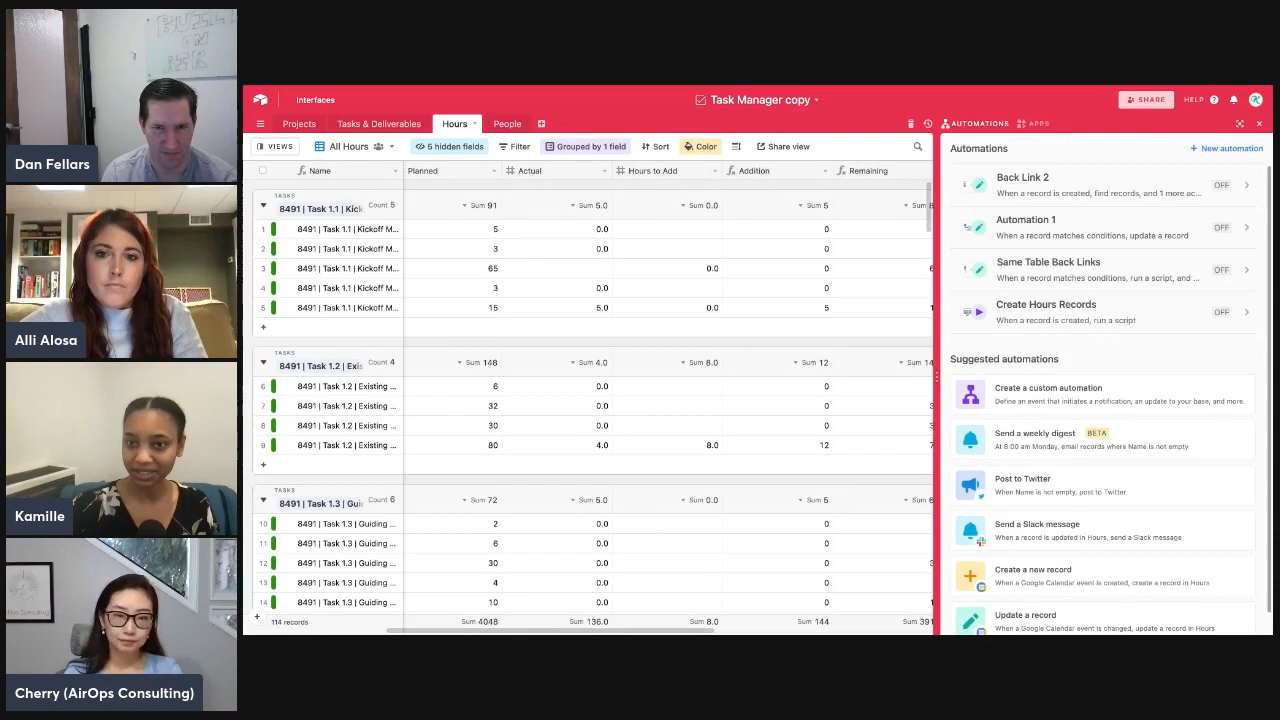 BUILT
ON
AIR
Dan Fellars
Alli Alosa
Kamille
Cherry (AirOps Consulting)
Interfaces
Task Manager copy
SHARE
HELP
Projects
Tasks & Deliverables
Hours
People
AUTOMATIONS
APPS
VIEWS
All Hours
5 hidden fields
Filter
Grouped by 1 field
Sort
Color
Share view
Name
Planned
Actual
Hours to Add
Addition
Remaining
TASKS
8491 | Task 1.1 | Kick
Count 5
Sum 91
Sum 5.0
Sum 0.0
Sum 5
Sum
1 8491 | Task 1.1 | Kickoff M... 5 0.0 0
2 8491 | Task 1.1 | Kickoff M... 3 0.0 0
3 8491 | Task 1.1 | Kickoff M... 65 0.0 0
4 8491 | Task 1.1 | Kickoff M... 3 0.0 0
5 8491 | Task 1.1 | Kickoff M... 15 5.0 0.0 5
TASKS
8491 | Task 1.2 | Exis
Count 4
Sum 148
Sum 4.0
Sum 8.0
Sum 12
Sum 14
6 8491 | Task 1.2 | Existing ... 6 0.0 0
7 8491 | Task 1.2 | Existing ... 32 0.0 0
8 8491 | Task 1.2 | Existing ... 30 0.0 0
9 8491 | Task 1.2 | Existing ... 80 4.0 8.0 12
TASKS
8491 | Task 1.3 | Gui
Count 6
Sum 72
Sum 5.0
Sum 0.0
Sum 5
Sum 6
10 8491 | Task 1.3 | Guiding ... 2 0.0 0
11 8491 | Task 1.3 | Guiding ... 6 0.0 0
12 8491 | Task 1.3 | Guiding ... 30 0.0 0
13 8491 | Task 1.3 | Guiding ... 4 0.0 0
14 8491 | Task 1.3 | Guiding ... 10 0.0 0
114 records
Sum 4048
Sum 136.0
Sum 8.0
Sum 144
Sum 391
Automations
+ New automation
Back Link 2
When a record is created, find records, and 1 more ac...
OFF
Automation 1
When a record matches conditions, update a record
OFF
Same Table Back Links
When a record matches conditions, run a script, and ...
OFF
Create Hours Records
When a record is created, run a script
OFF
Suggested automations
Create a custom automation
Define an event that initiates a notification, an update to your base, and more.
Send a weekly digest BETA
At 8:00 am Monday, email records where Name is not empty
Post to Twitter
When Name is not empty, post to Twitter
Send a Slack message
When a record is updated in Hours, send a Slack message
Create a new record
When a Google Calendar event is created, create a record in Hours
Update a record
When a Google Calendar event is changed, update a record in Hours